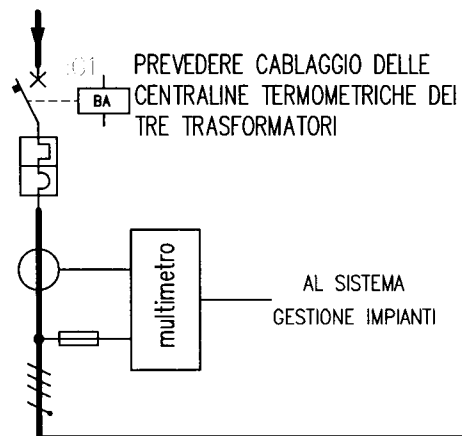 PREVEDERE CABLAGGIO DELLE
BA CENTRALINE TERMOMETRICHE DEI
TRE TRASFORMATORI
multimetro
AL SISTEMA
GESTIONE IMPIANTI